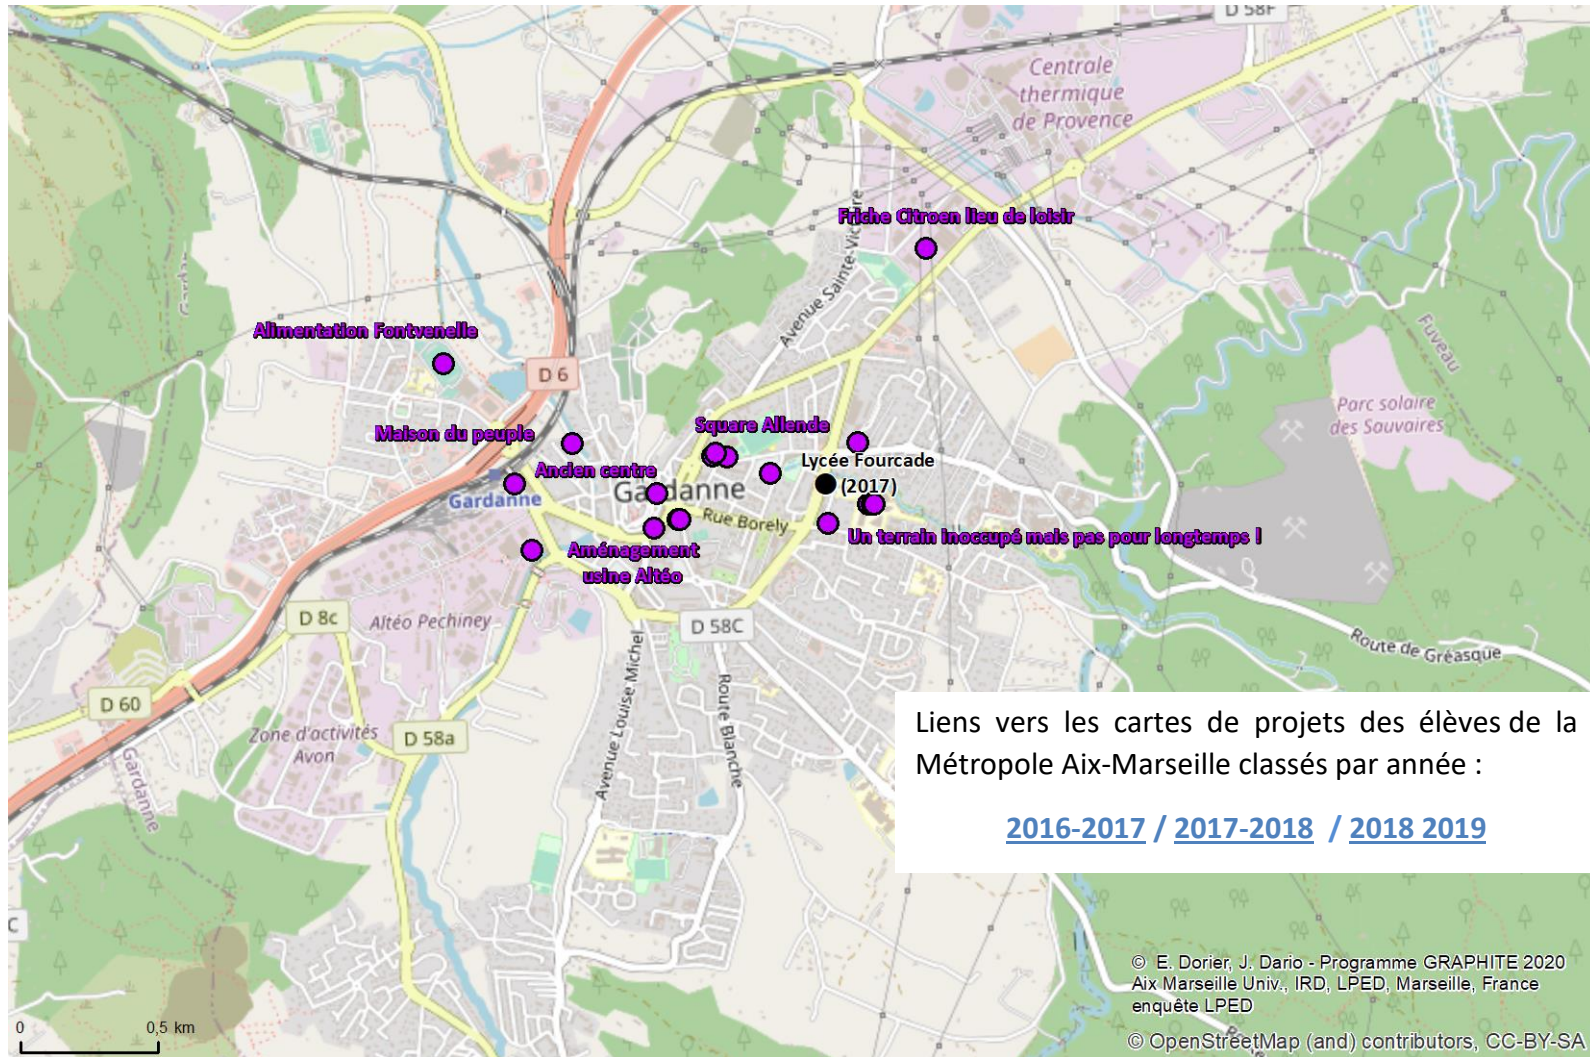 D 58F
Centrale
thermique
de Provence
Friche Citroen lieu de loisir
Avenue Sainte-Victoire
Gardanne
Fuveau
Alimentation Fontvenelle
D 6
Parc solaire
des Sauvaires
Maison du peuple
Square Allende
Lycée Fourcade
(2017)
Ancien centre
Gardanne
Gardanne
Rue Borely
Un terrain inoccupé mais pas pour longtemps !
Aménagement
usine Altéo
D 8c
Altéo Pechiney
D 58C
Route de Gréasque
D 60
Zone d'activités
Avon
D 58a
Avenue Louise Michel
Route Blanche
Gardanne
Liens vers les cartes de projets des élèves de la
Métropole Aix-Marseille classés par année :
2016-2017 / 2017-2018 / 2018 2019
C
© E. Dorier, J. Dario - Programme GRAPHITE 2020
Aix Marseille Univ., IRD, LPED, Marseille, France
enquête LPED
0 0,5 km
© OpenStreetMap (and) contributors, CC-BY-SA